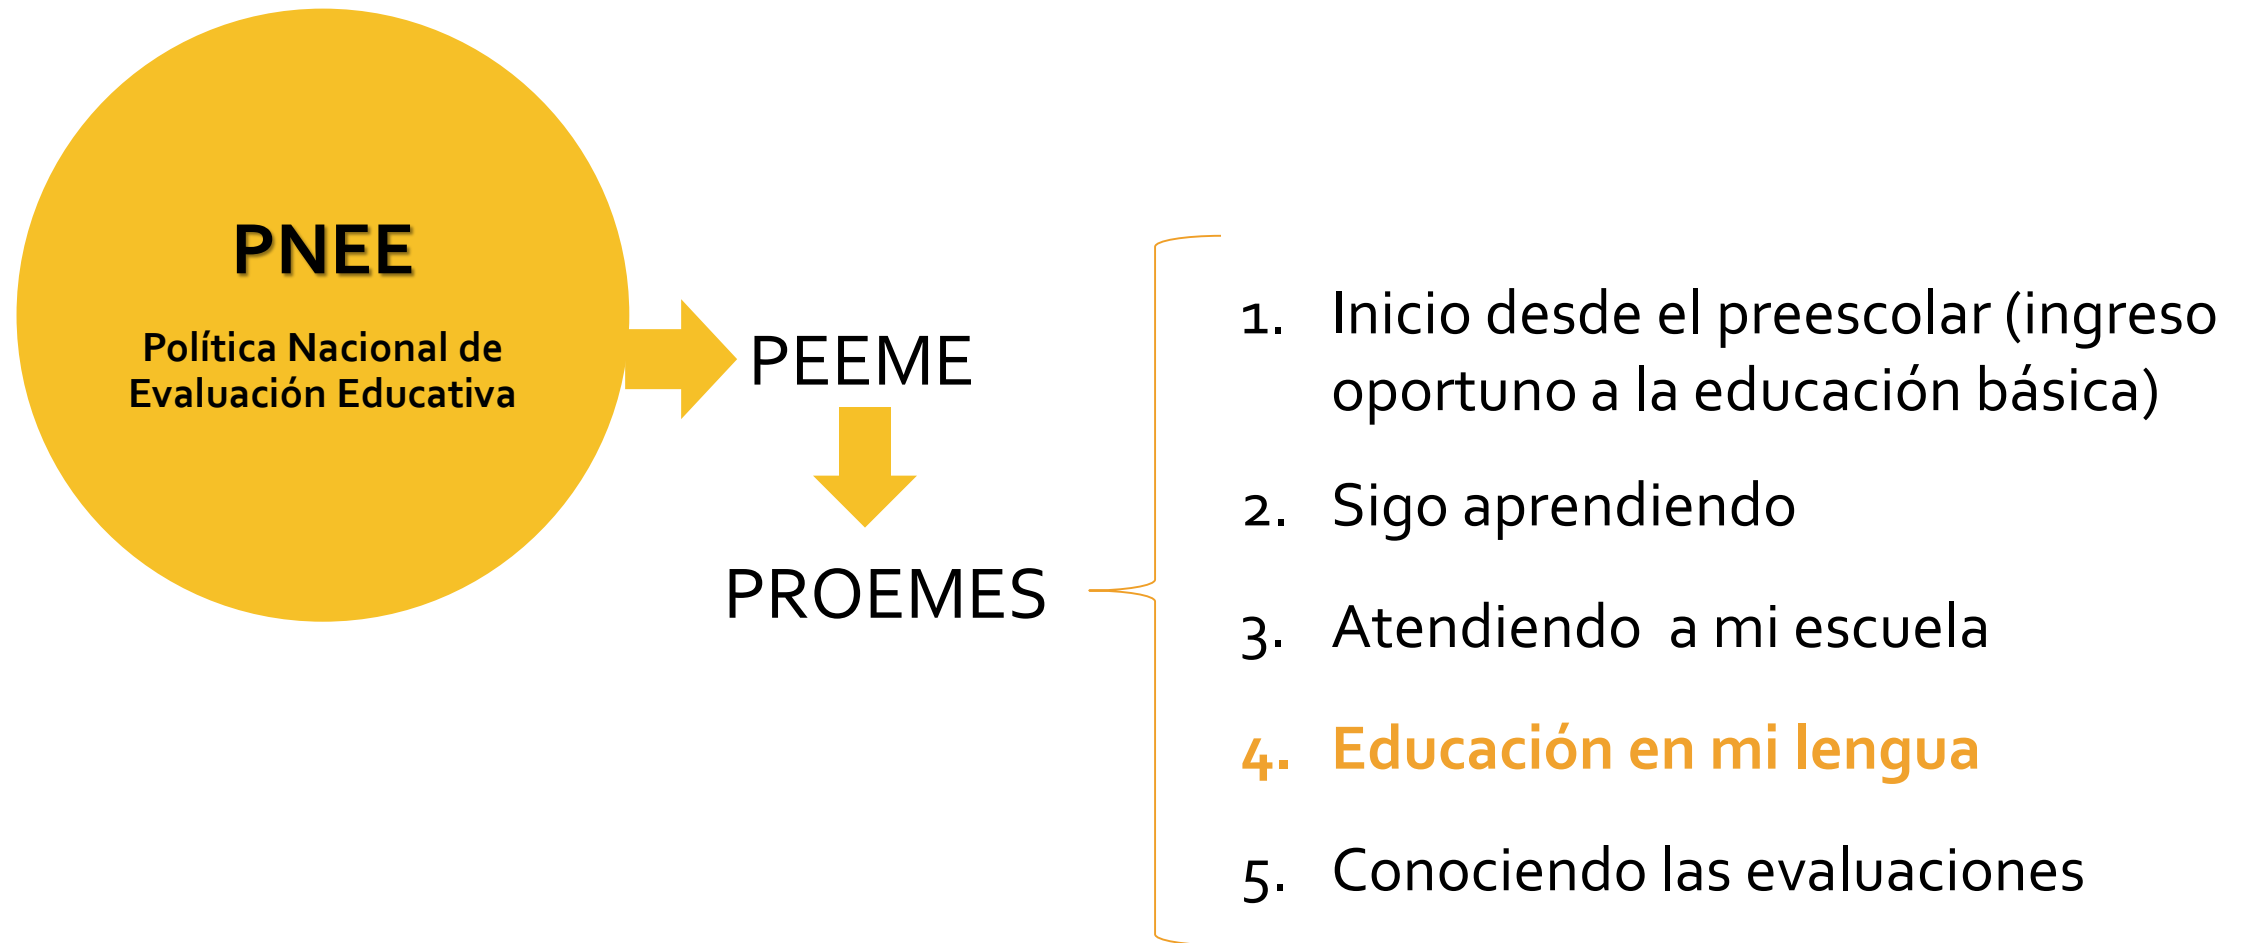 PNEE
Política Nacional de
Evaluación Educativa
PEEME
PROEMES
1. Inicio desde el preescolar (ingreso
oportuno a la educación básica)
2. Sigo aprendiendo
3. Atendiendo  a mi escuela
4. Educación en mi lengua
5. Conociendo las evaluaciones